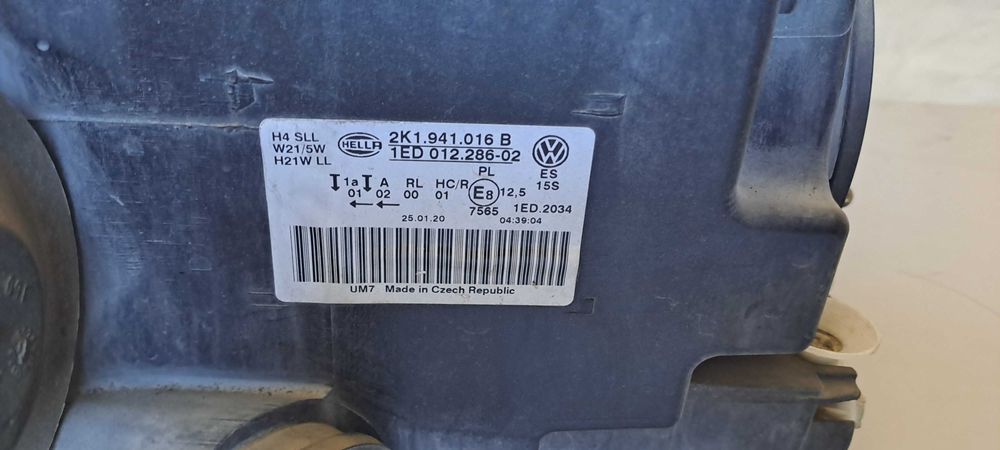 H4 SLL
W21/5W
H21W LL
HELLA
2K1.941.016 B
1ED 012.286-02
VW
ES
15S
PL
1a A RL HC/R E8 12,5
01 02 00 01
7565 1ED.2034
25.01.20 04:39:04
UM7 Made in Czech Republic